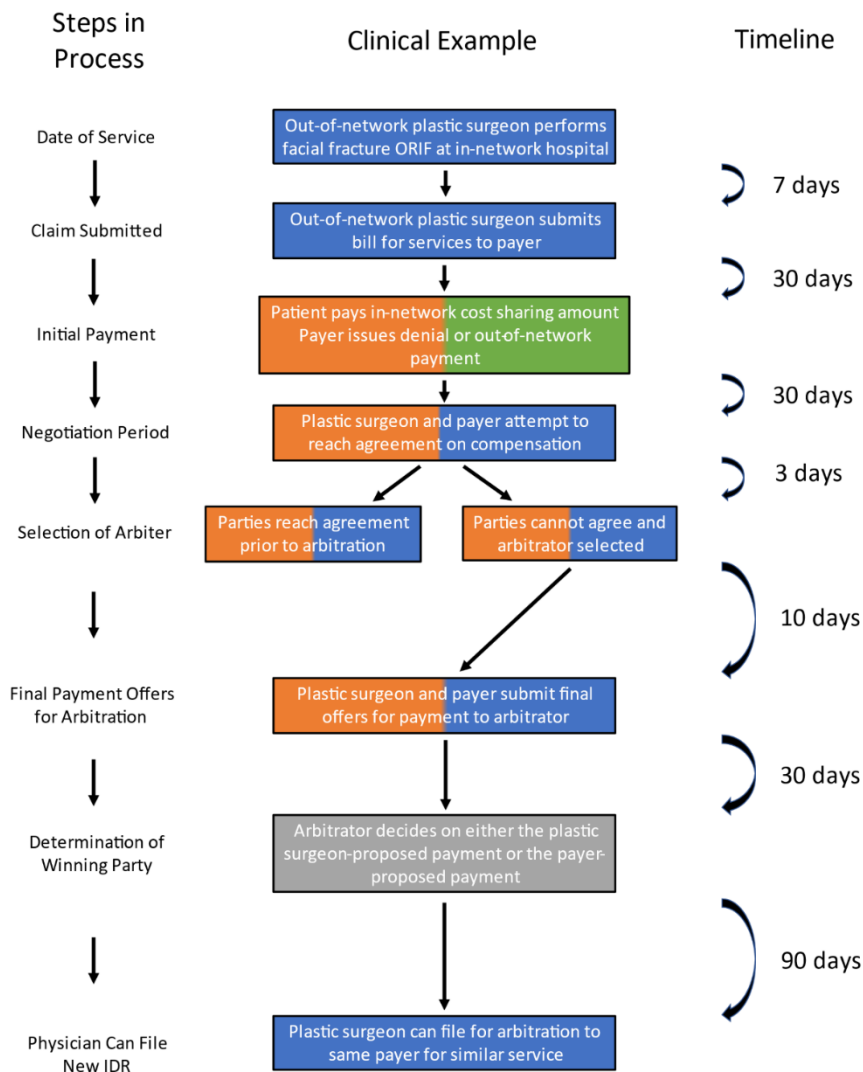 Steps in
Process
Clinical Example
Timeline
Date of Service
Out-of-network plastic surgeon performs
facial fracture ORIF at in-network hospital
7 days
Claim Submitted
Out-of-network plastic surgeon submits
bill for services to payer
30 days
Initial Payment
Patient pays in-network cost sharing amount
Payer issues denial or out-of-network
payment
30 days
Negotiation Period
Plastic surgeon and payer attempt to
reach agreement on compensation
3 days
Selection of Arbiter
Parties reach agreement
prior to arbitration
Parties cannot agree and
arbitrator selected
10 days
Final Payment Offers
for Arbitration
Plastic surgeon and payer submit final
offers for payment to arbitrator
30 days
Determination of
Winning Party
Arbitrator decides on either the plastic
surgeon-proposed payment or the payer-
proposed payment
90 days
Physician Can File
New IDR
Plastic surgeon can file for arbitration to
same payer for similar service